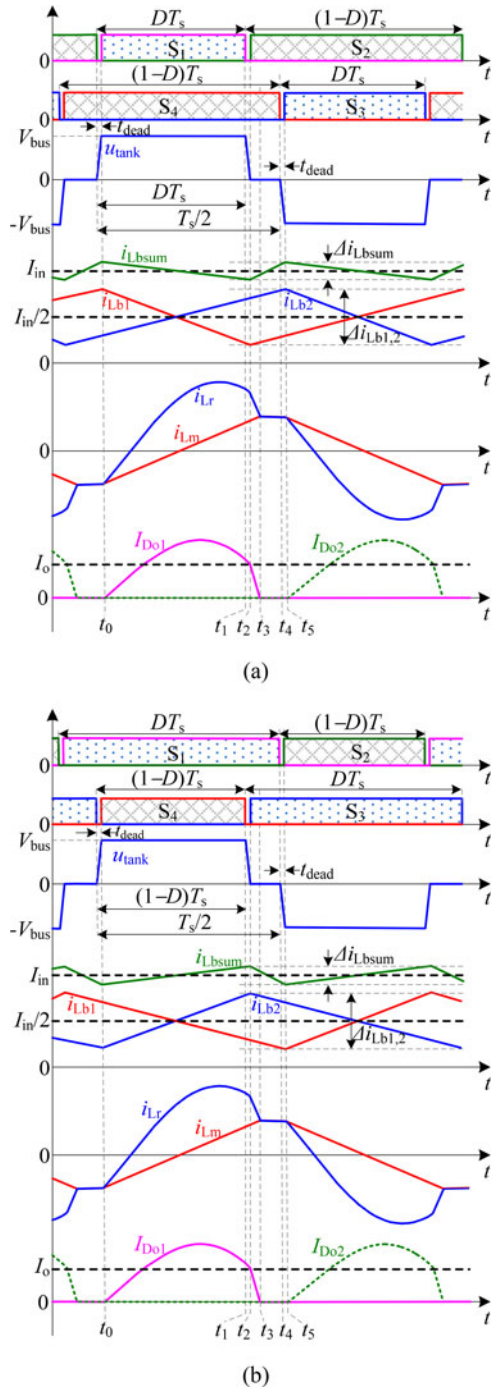 DTs (1−D)Ts
0 S1 S2 t
(1−D)Ts DTs
0 S4 S3 t
Vbus tdead
utank
0 DTs tdead t
Ts/2
-Vbus
Iin iLbsum ΔiLbsum
iLb1 iLb2
Iin/2 ΔiLb1,2
0 t
iLr
iLm
0 t
IDo1 IDo2
Io
0 t
t0 t1 t2 t3 t4 t5
(a)
DTs (1−D)Ts
0 S1 S2 t
(1−D)Ts DTs
0 S4 S3 t
Vbus tdead
utank
0 tdead t
(1−D)Ts
Ts/2
-Vbus
iLbsum ΔiLbsum
Iin
iLb1 iLb2
Iin/2 ΔiLb1,2
0 t
iLr
iLm
0 t
IDo1 IDo2
Io
0 t
t0 t1 t2 t3 t4 t5
(b)